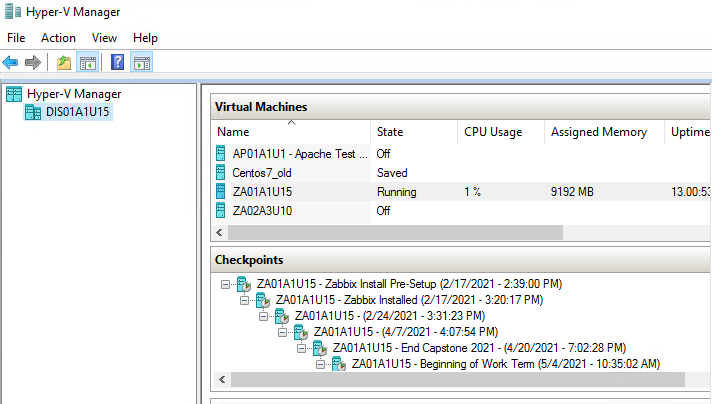 Hyper-V Manager
File Action View Help
Hyper-V Manager
DIS01A1U15
Virtual Machines
Name State CPU Usage Assigned Memory Uptime
AP01A1U1 - Apache Test ... Off
Centos7_old Saved
ZA01A1U15 Running 1 % 9192 MB 13.00:53
ZA02A3U10 Off
Checkpoints
ZA01A1U15 - Zabbix Install Pre-Setup (2/17/2021 - 2:39:00 PM)
ZA01A1U15 - Zabbix Installed (2/17/2021 - 3:20:17 PM)
ZA01A1U15 - (2/24/2021 - 3:31:23 PM)
ZA01A1U15 - (4/7/2021 - 4:07:54 PM)
ZA01A1U15 - End Capstone 2021 - (4/20/2021 - 7:02:28 PM)
ZA01A1U15 - Beginning of Work Term (5/4/2021 - 10:35:02 AM)